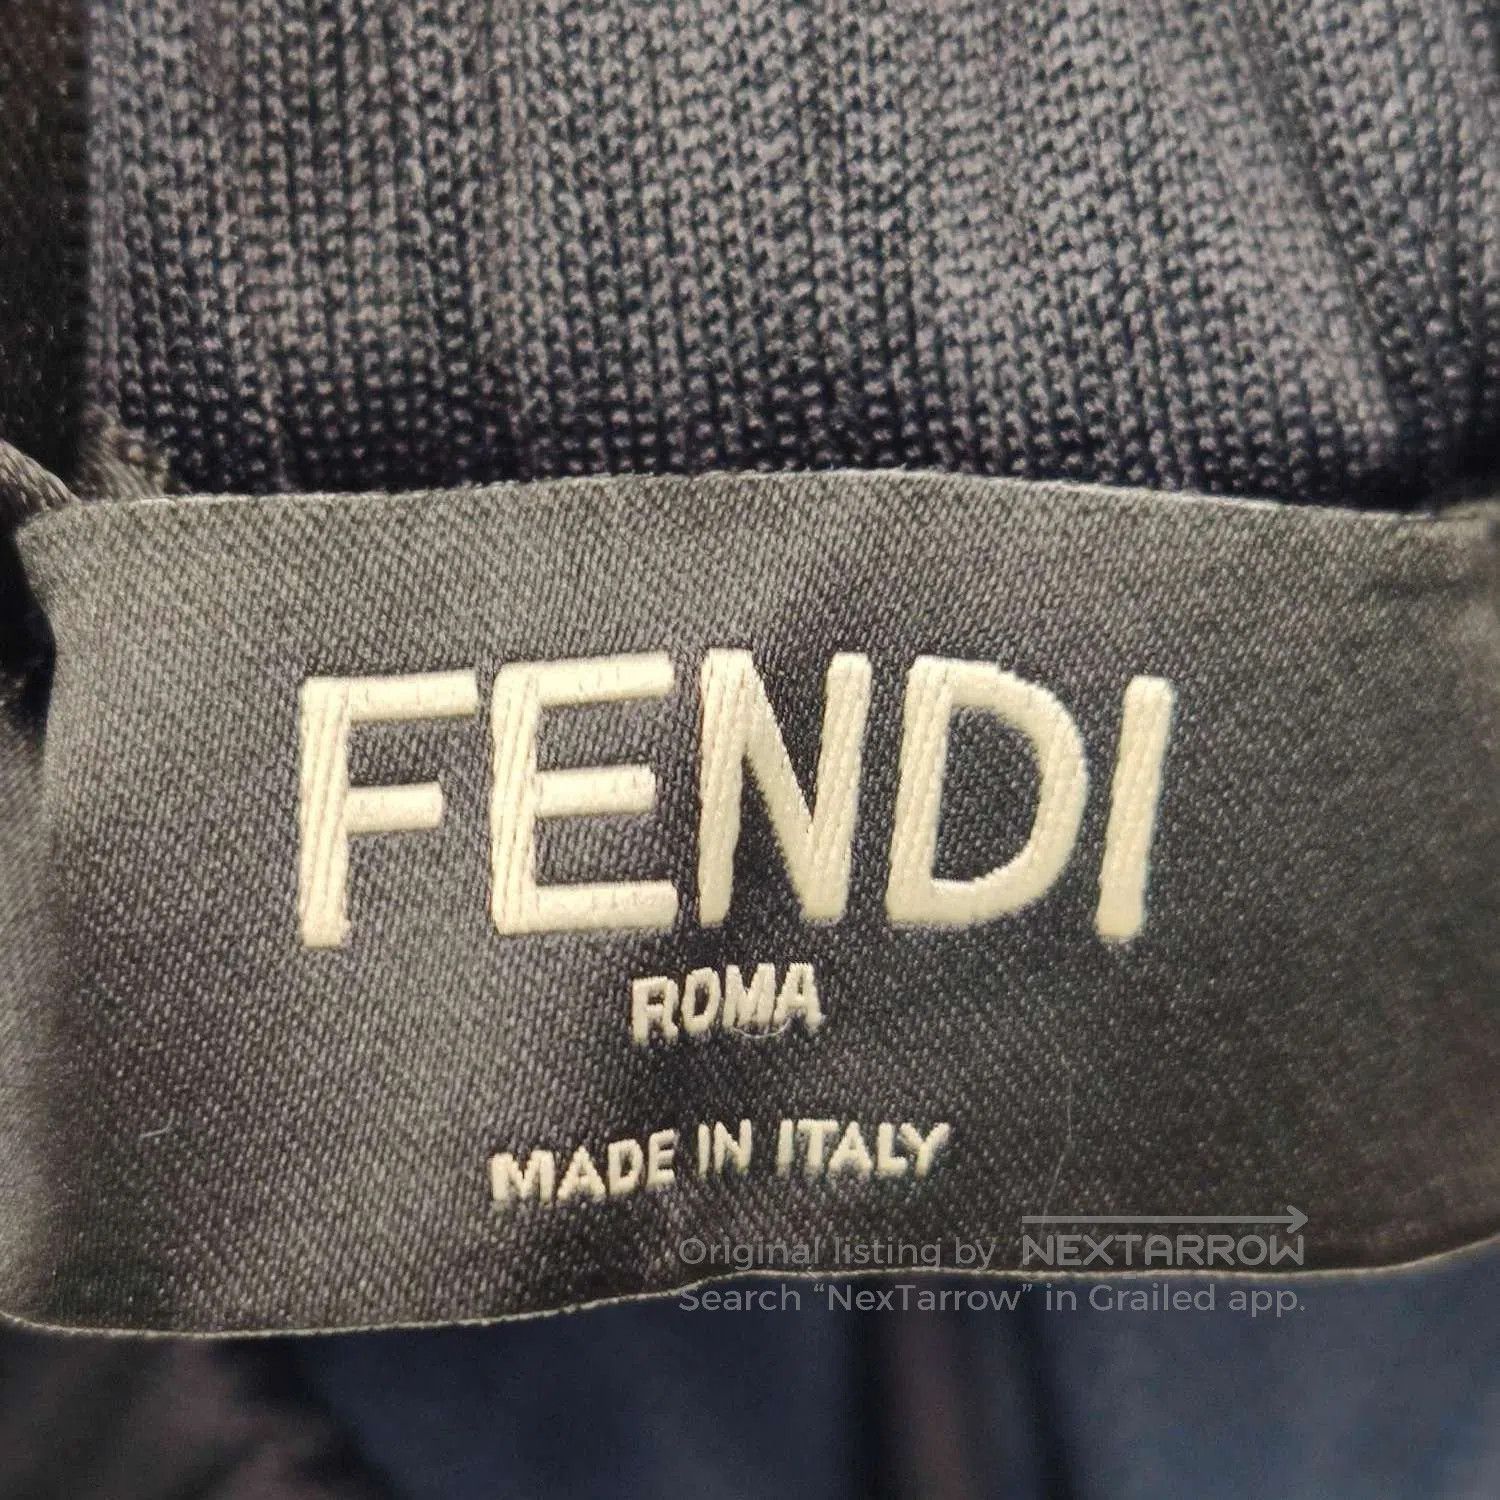 FENDI
ROMA
MADE IN ITALY
Original listing by NEXTARROW
Search “NexTarrow” in Grailed app.